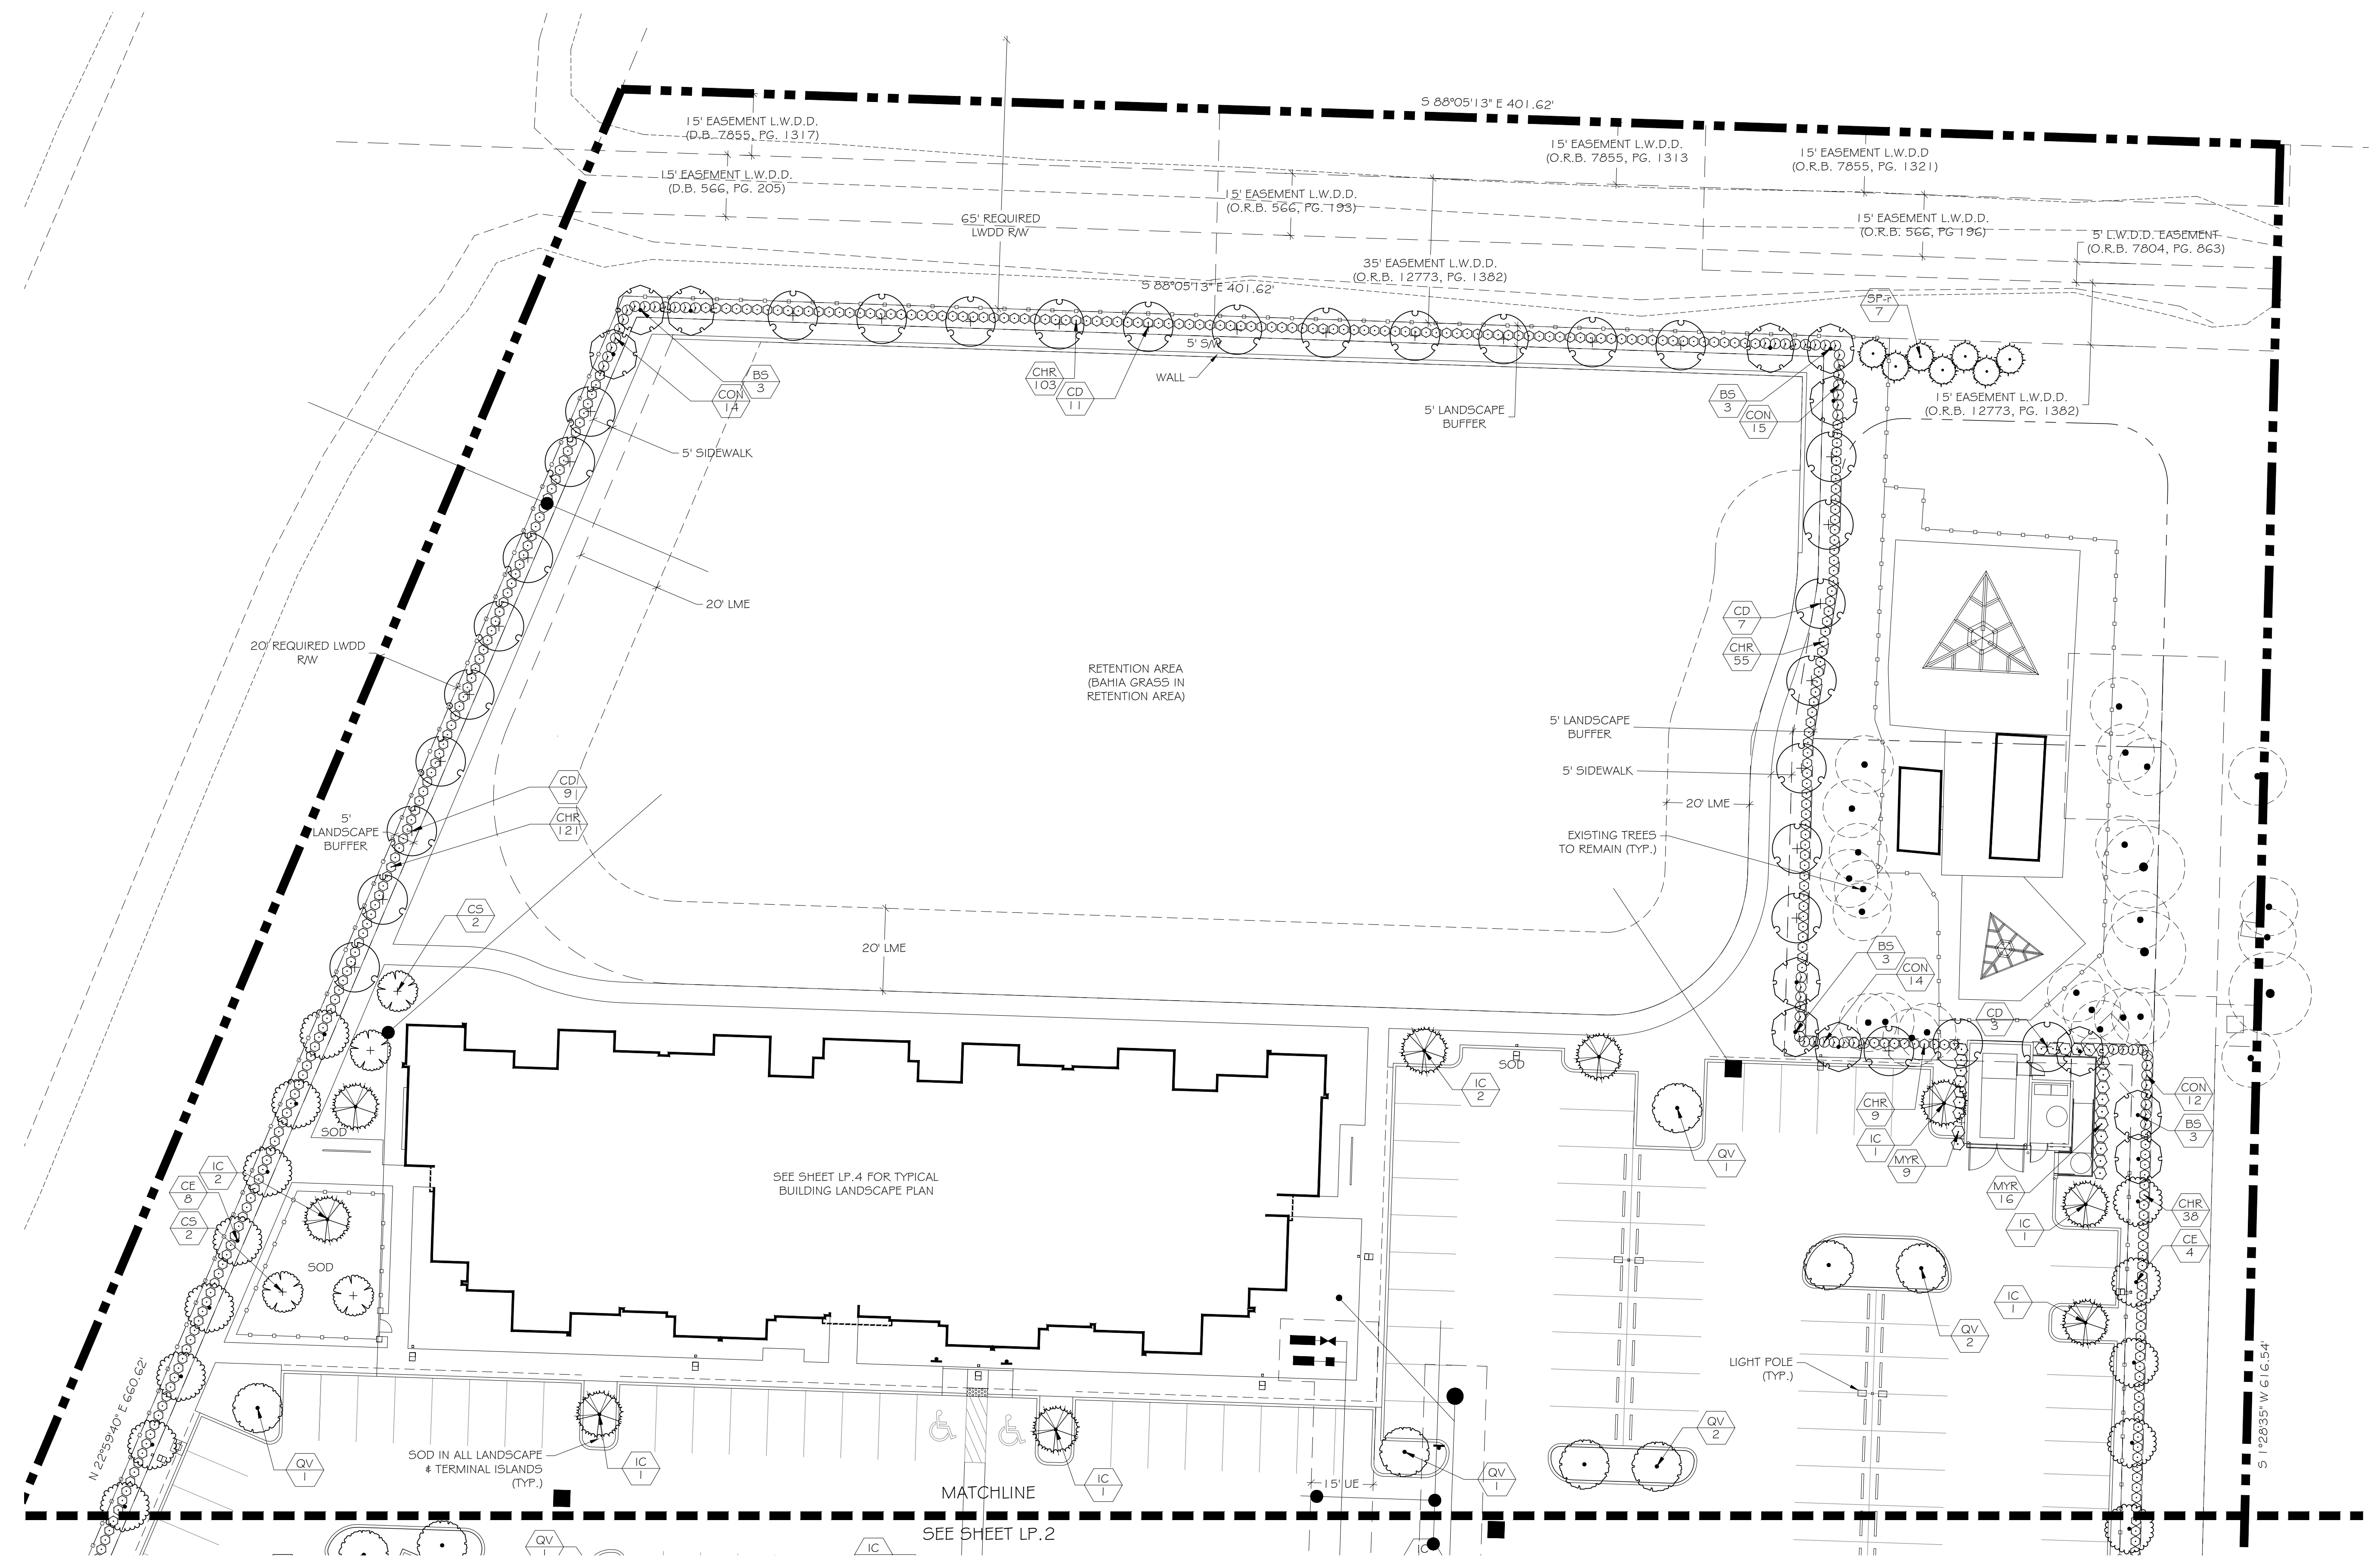 S 88°05'13" E 401.62'
15' EASEMENT L.W.D.D.
(D.B. 7855, PG. 1317)
15' EASEMENT L.W.D.D.
(O.R.B. 7855, PG. 1313
15' EASEMENT L.W.D.D
(O.R.B. 7855, PG. 1321)
15' EASEMENT L.W.D.D.
(D.B. 566, PG. 205)
15' EASEMENT L.W.D.D.
(O.R.B. 566, PG. 193)
65' REQUIRED
LWDD R/W
15' EASEMENT L.W.D.D.
(O.R.B. 566, PG 196)
5' L.W.D.D. EASEMENT
(O.R.B. 7804, PG. 863)
35' EASEMENT L.W.D.D.
(O.R.B. 12773, PG. 1382)
S 88°05'13" E 401.62'
SP-r
7
5' S/W
WALL
BS
3
CON
14
CHR
103
CD
11
5' LANDSCAPE
BUFFER
BS
3
CON
15
15' EASEMENT L.W.D.D.
(O.R.B. 12773, PG. 1382)
5' SIDEWALK
20' LME
CD
7
CHR
55
20' REQUIRED LWDD
R/W
RETENTION AREA
(BAHIA GRASS IN
RETENTION AREA)
5' LANDSCAPE
BUFFER
5' SIDEWALK
20' LME
CD
9
CHR
121
5'
LANDSCAPE
BUFFER
EXISTING TREES
TO REMAIN (TYP.)
CS
2
20' LME
BS
3
CON
14
CD
3
SOD
IC
2
CON
12
BS
3
CHR
9
IC
1
MYR
9
SOD
QV
1
IC
2
CE
8
CS
2
SEE SHEET LP.4 FOR TYPICAL
BUILDING LANDSCAPE PLAN
MYR
16
CHR
38
IC
1
CE
4
SOD
IC
1
QV
2
LIGHT POLE
(TYP.)
N 22°59'40" E 660.62'
S 1°28'35" W 616.54'
QV
2
SOD IN ALL LANDSCAPE
& TERMINAL ISLANDS
(TYP.)
QV
1
IC
1
IC
1
15' UE
QV
1
MATCHLINE
SEE SHEET LP.2
QV
1
IC
IC